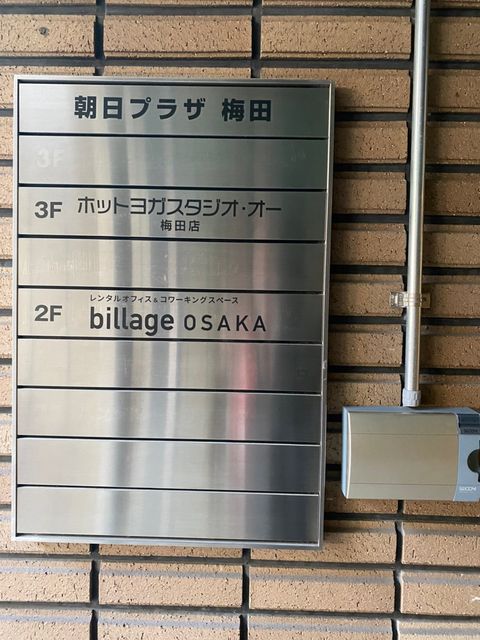 朝日プラザ 梅田
3F
3F ホットヨガスタジオ・オー
梅田店
レンタルオフィス&コワーキングスペース
2F billage OSAKA